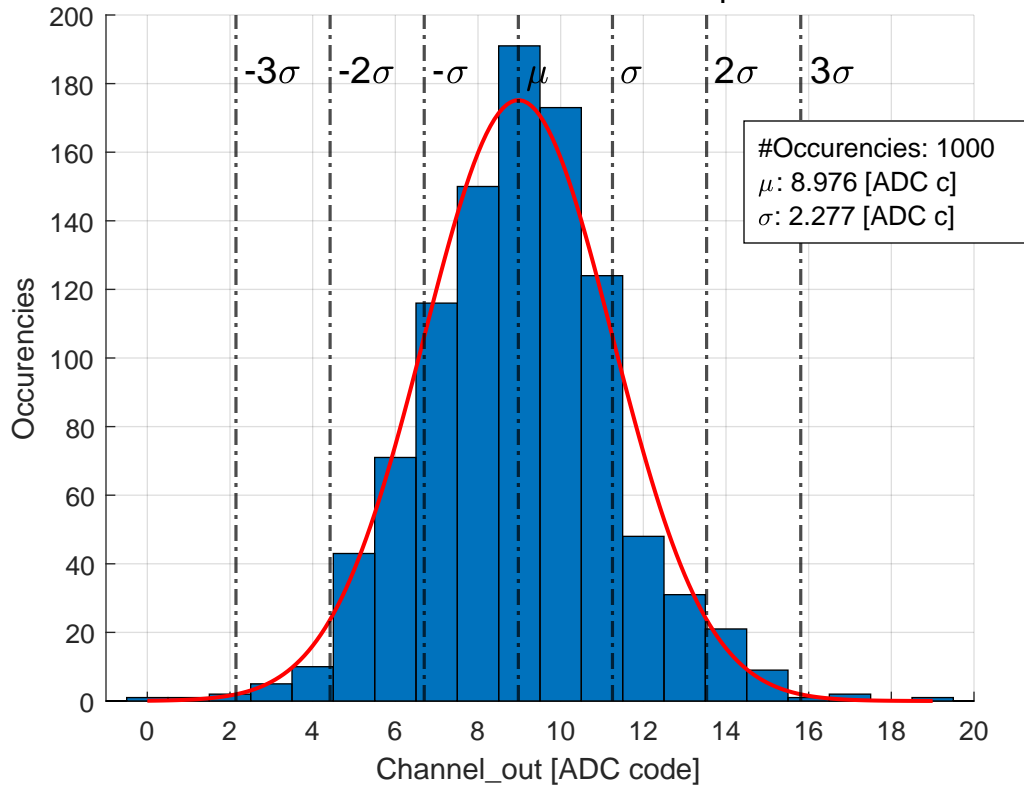 200
180
160
140
120
100
80
60
40
20
0
Occurencies
-3σ
-2σ
-σ
μ
σ
2σ
3σ
#Occurencies: 1000
μ: 8.976 [ADC c]
σ: 2.277 [ADC c]
0 2 4 6 8 10 12 14 16 18 20
Channel_out [ADC code]